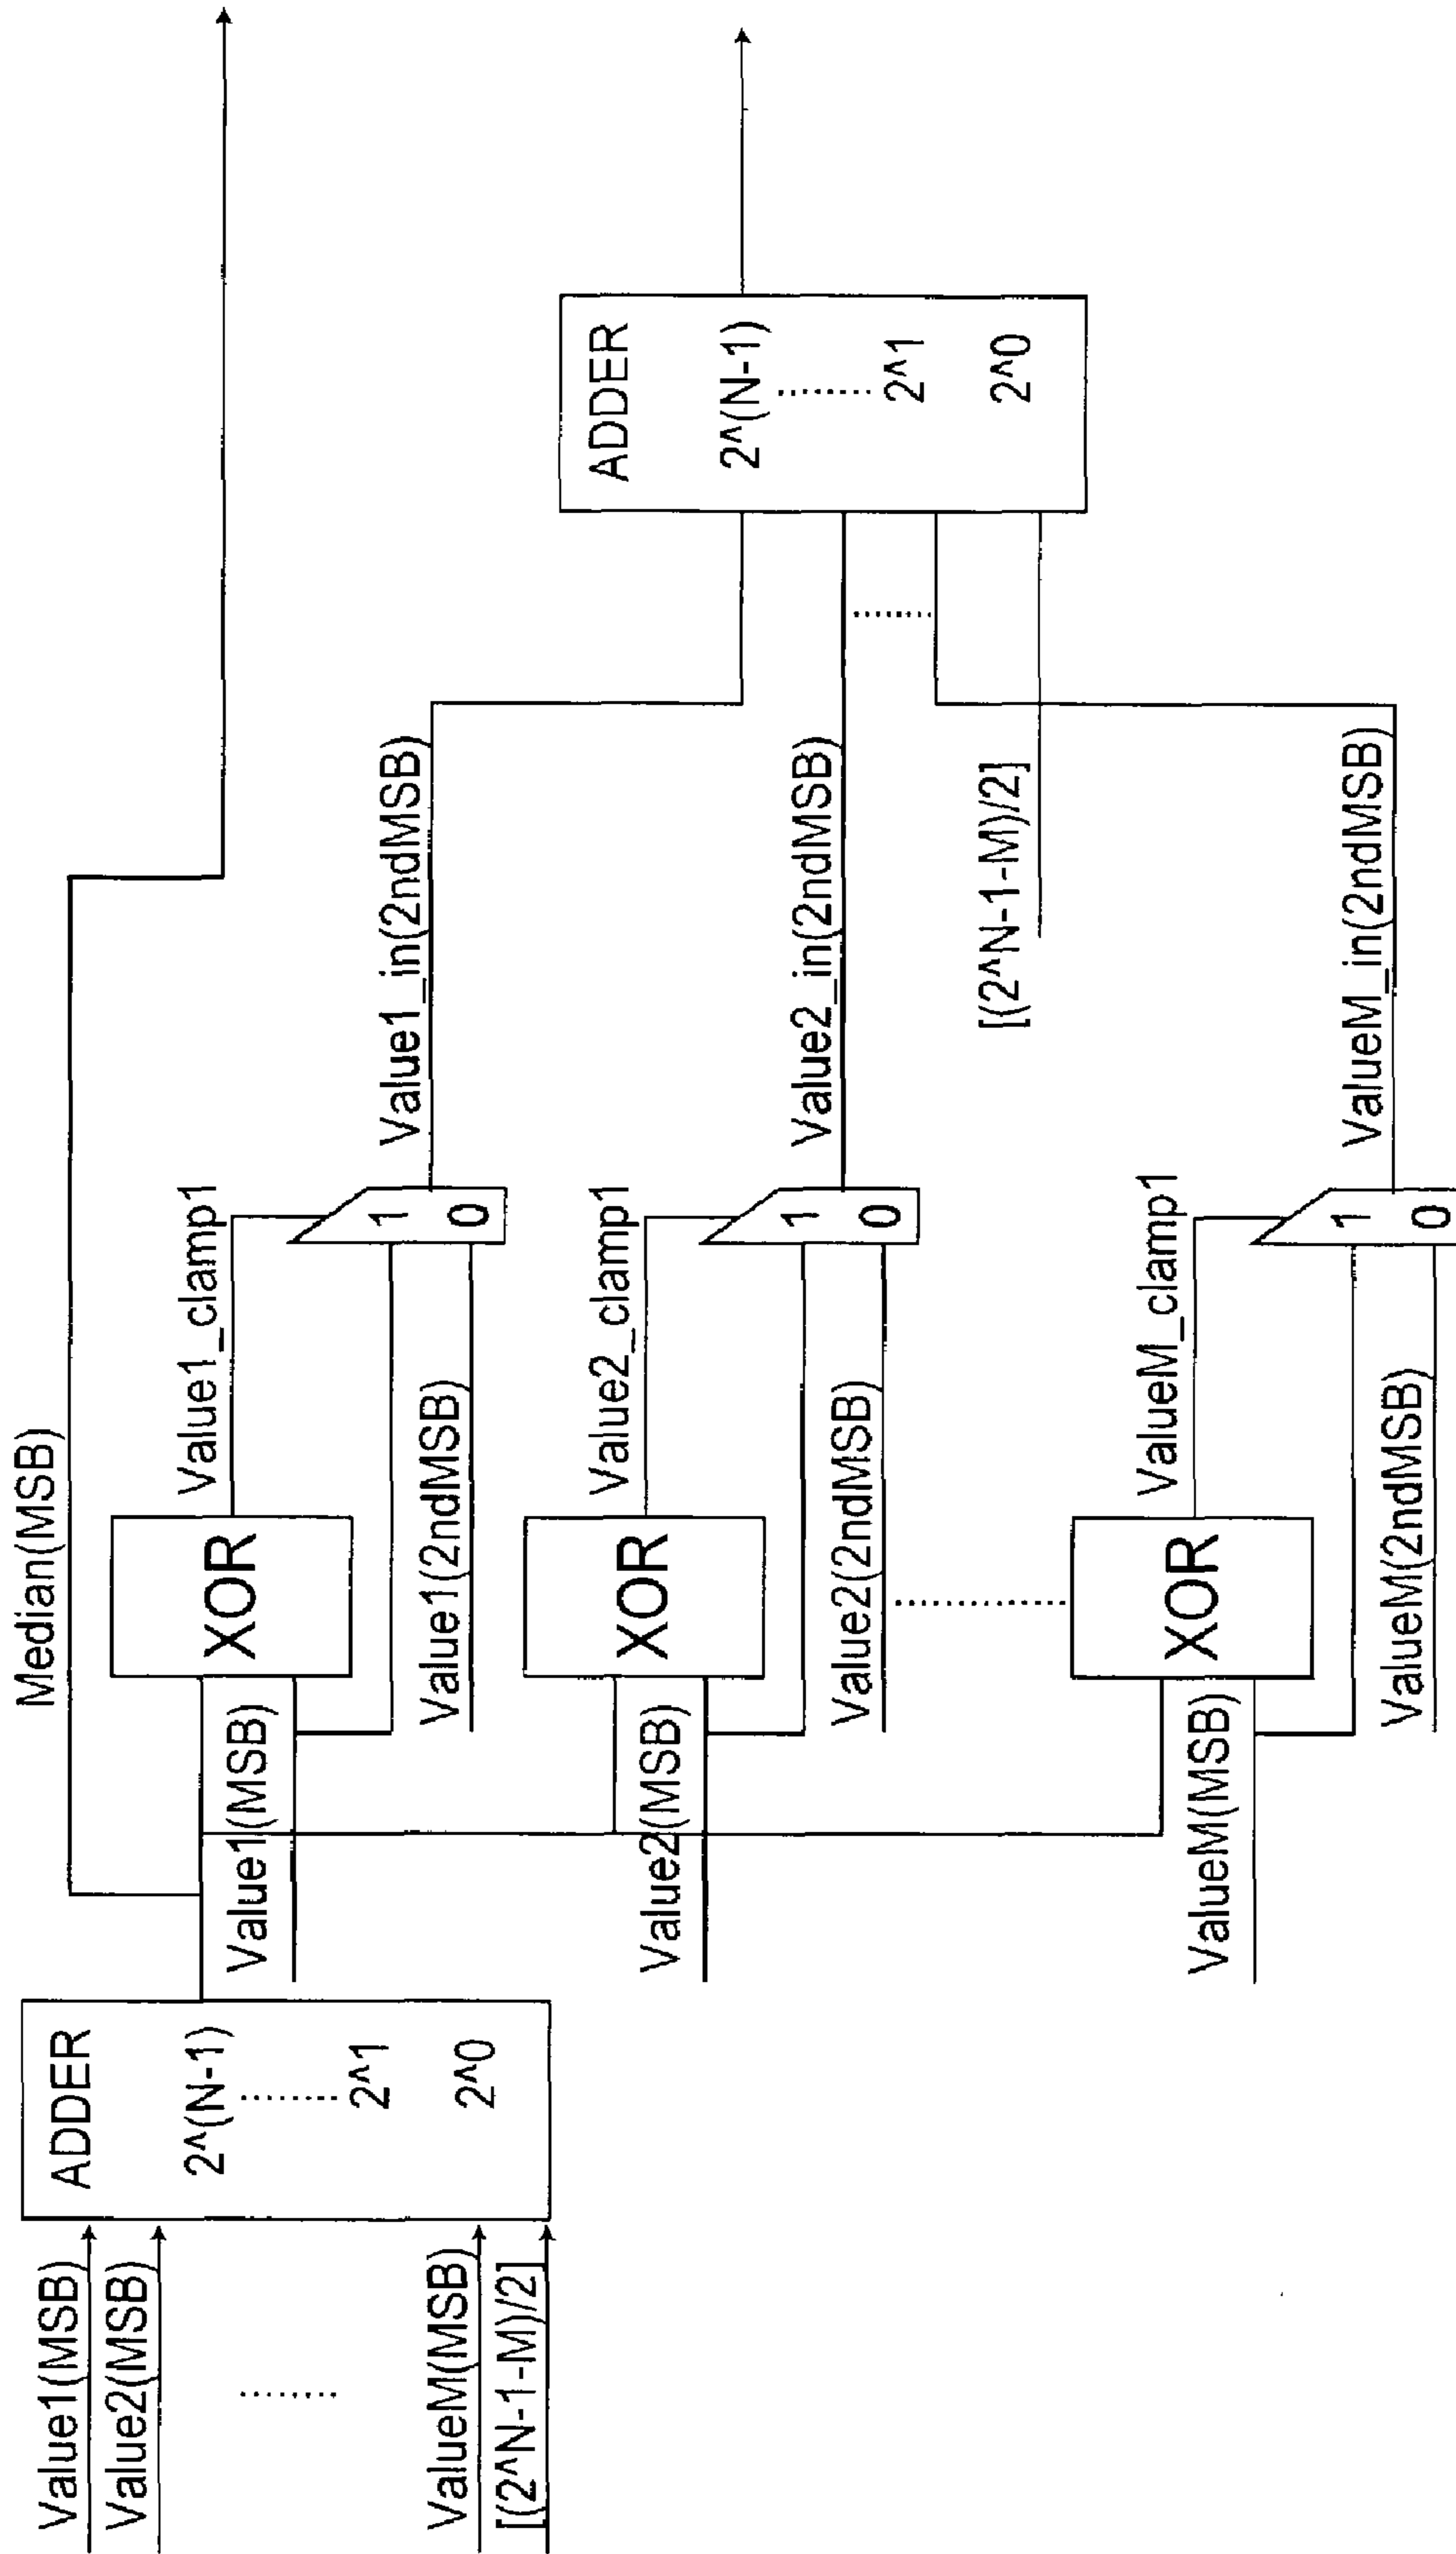 Value1(MSB)
Value2(MSB)
ValueM(MSB)
[(2^N-1-M)/2]
ADDER
2^(N-1)
2^1
2^0
Median(MSB)
Value1(MSB)
XOR
Value1_clamp1
Value1(2ndMSB)
1
0
Value1_in(2ndMSB)
Value2(MSB)
XOR
Value2_clamp1
Value2(2ndMSB)
1
0
Value2_in(2ndMSB)
ValueM(MSB)
XOR
ValueM_clamp1
ValueM(2ndMSB)
1
0
ValueM_in(2ndMSB)
[(2^N-1-M)/2]
ADDER
2^(N-1)
2^1
2^0